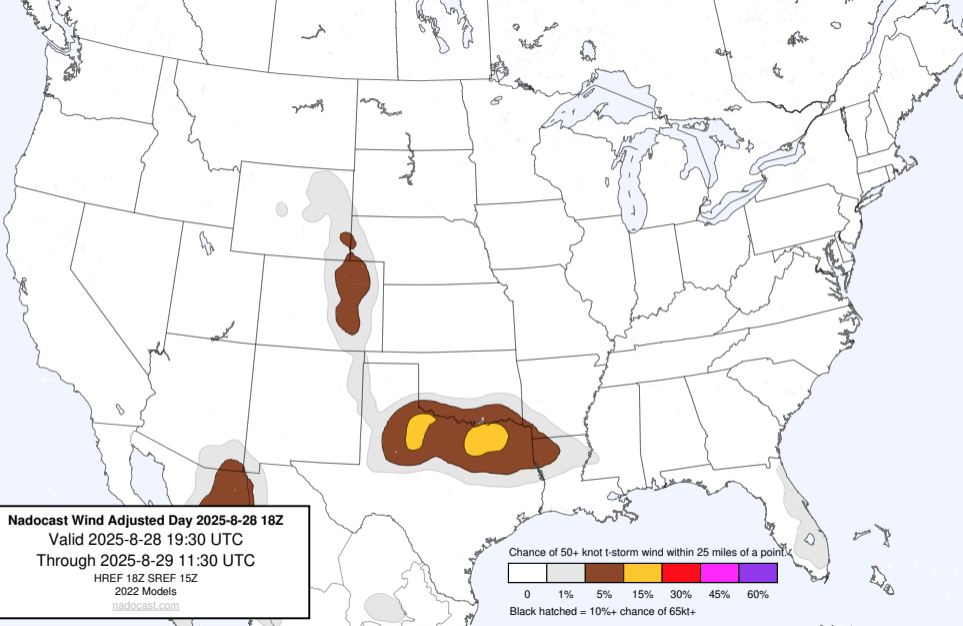 Nadocast Wind Adjusted Day 2025-8-28 18Z
Valid 2025-8-28 19:30 UTC
Through 2025-8-29 11:30 UTC
HREF 18Z SREF 15Z
2022 Models
nadocast.com
Chance of 50+ knot t-storm wind within 25 miles of a point.
0 1% 5% 15% 30% 45% 60%
Black hatched = 10%+ chance of 65kt+